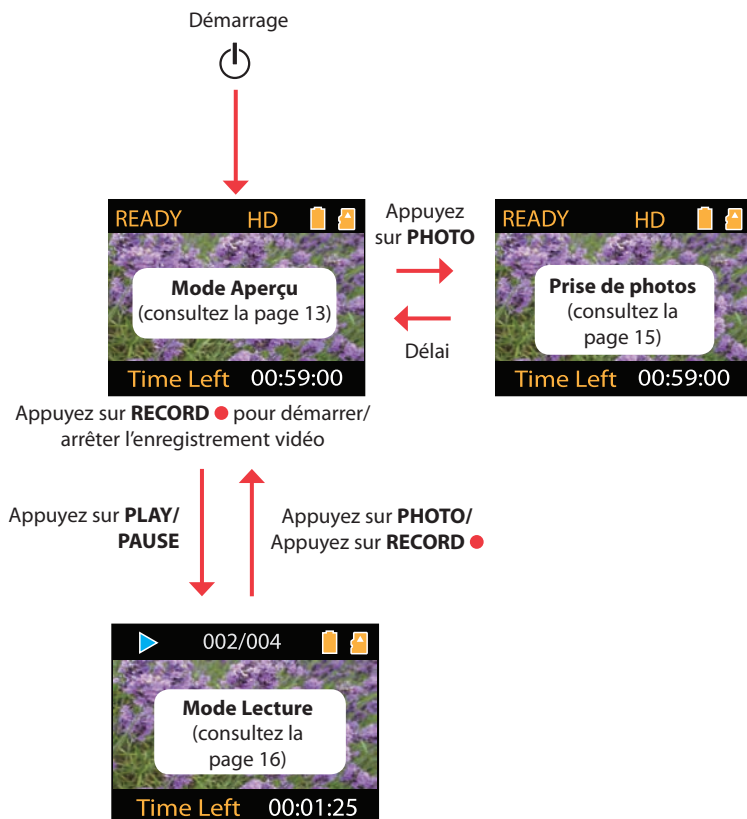 Démarrage
READY HD
Mode Aperçu
(consultez la page 13)
Time Left 00:59:00
Appuyez
sur PHOTO
Délai
READY HD
Prise de photos
(consultez la
page 15)
Time Left 00:59:00
Appuyez sur RECORD ● pour démarrer/
arrêter l’enregistrement vidéo
Appuyez sur PLAY/
PAUSE
Appuyez sur PHOTO/
Appuyez sur RECORD ●
002/004
Mode Lecture
(consultez la
page 16)
Time Left 00:01:25